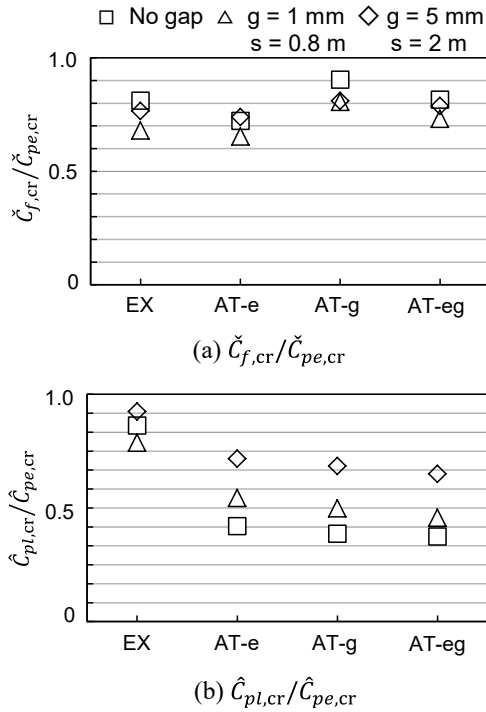 No gap g = 1 mm g = 5 mm
s = 0.8 m s = 2 m
1.0
0.5
0
Č_{f,cr}/Č_{pe,cr}
EX AT-e AT-g AT-eg
(a) Č_{f,cr}/Č_{pe,cr}
1.0
0.5
0
Ĉ_{pl,cr}/Ĉ_{pe,cr}
EX AT-e AT-g AT-eg
(b) Ĉ_{pl,cr}/Ĉ_{pe,cr}